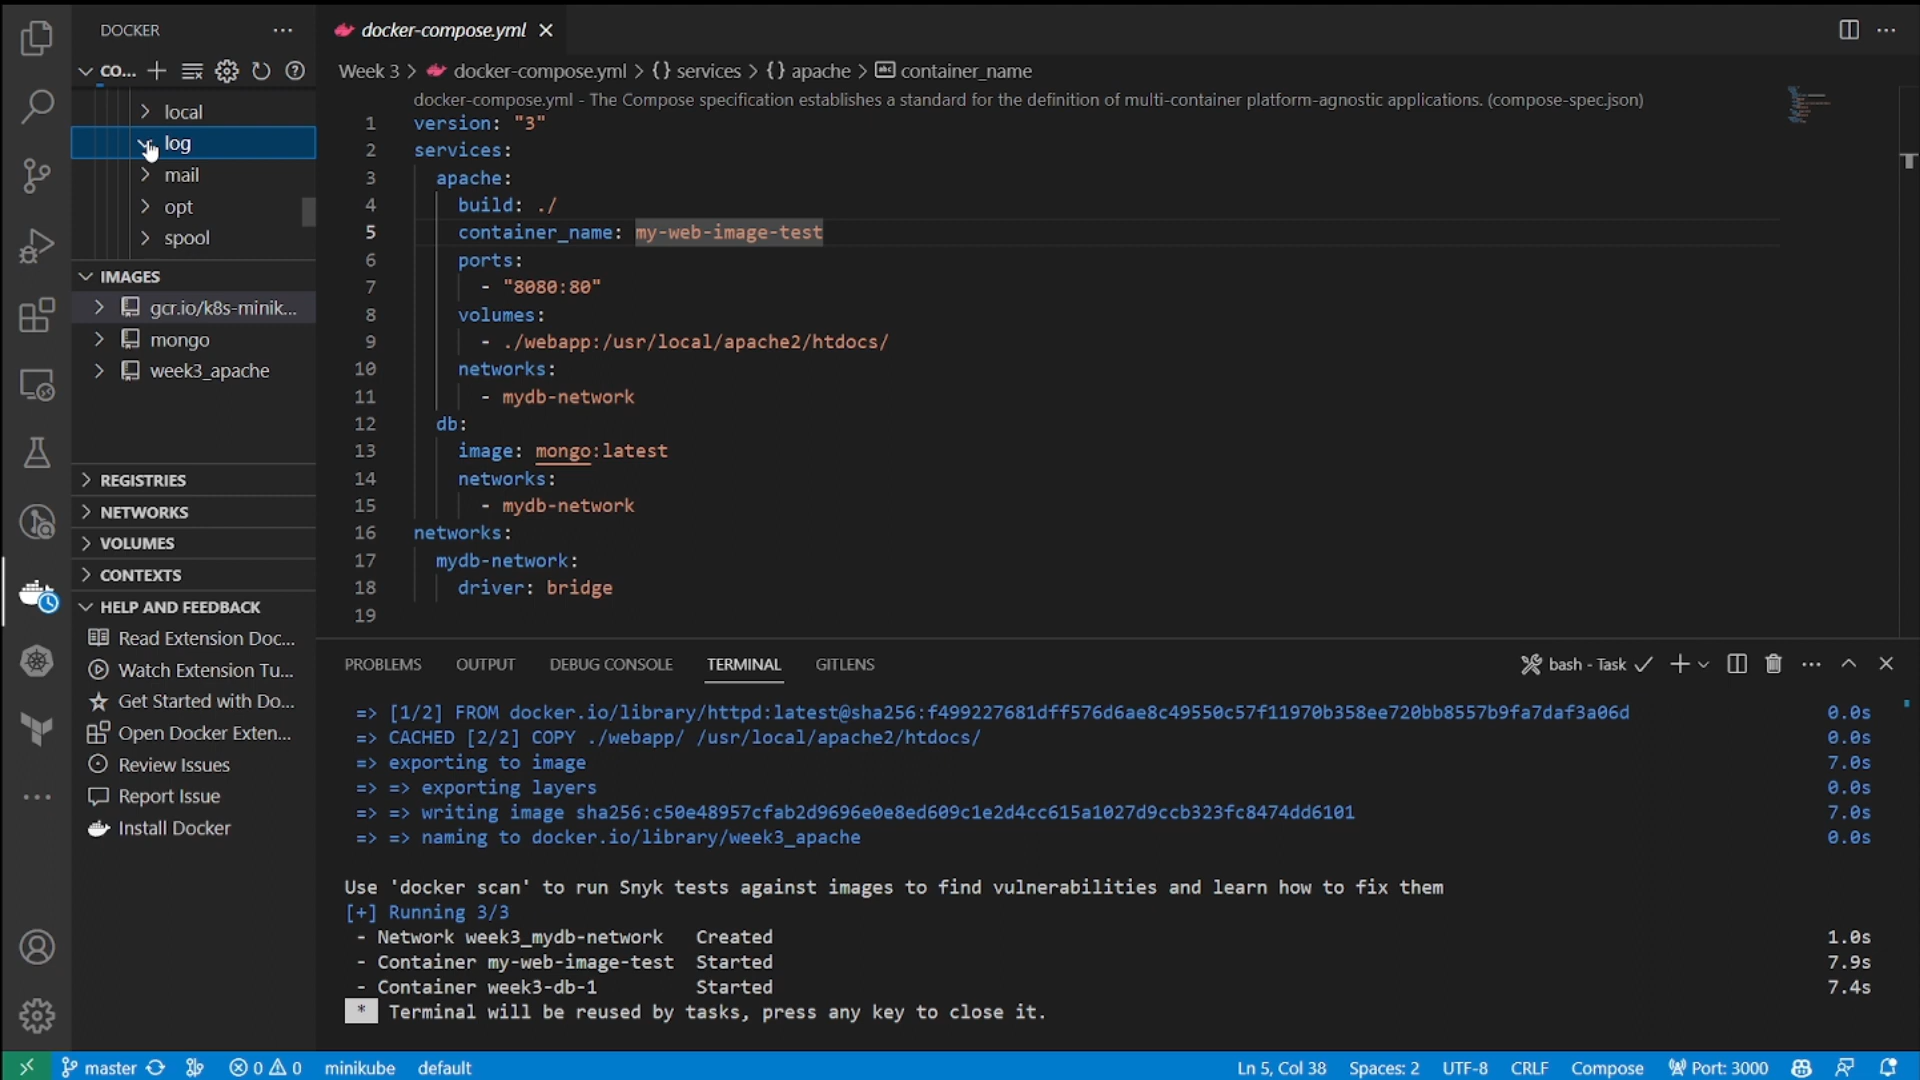 DOCKER
CO...
local
log
mail
opt
spool
IMAGES
gcr.io/k8s-minik...
mongo
week3_apache
REGISTRIES
NETWORKS
VOLUMES
CONTEXTS
HELP AND FEEDBACK
Read Extension Doc...
Watch Extension Tu...
Get Started with Do...
Open Docker Exten...
Review Issues
Report Issue
Install Docker
docker-compose.yml
Week 3 > docker-compose.yml > {} services > {} apache > abc container_name
docker-compose.yml - The Compose specification establishes a standard for the definition of multi-container platform-agnostic applications. (compose-spec.json)
1 version: "3"
2 services:
3 apache:
4 build: ./
5 container_name: my-web-image-test
6 ports:
7 - "8080:80"
8 volumes:
9 - ./webapp:/usr/local/apache2/htdocs/
10 networks:
11 - mydb-network
12 db:
13 image: mongo:latest
14 networks:
15 - mydb-network
16 networks:
17 mydb-network:
18 driver: bridge
19
PROBLEMS OUTPUT DEBUG CONSOLE TERMINAL GITLENS bash - Task
=> [1/2] FROM docker.io/library/httpd:latest@sha256:f499227681dff576d6ae8c49550c57f11970b358ee720bb8557b9fa7daf3a06d 0.0s
=> CACHED [2/2] COPY ./webapp/ /usr/local/apache2/htdocs/ 0.0s
=> exporting to image 7.0s
=> => exporting layers 0.0s
=> => writing image sha256:c50e48957cfab2d9696e0e8ed609c1e2d4cc615a1027d9ccb323fc8474dd6101 7.0s
=> => naming to docker.io/library/week3_apache 0.0s
Use 'docker scan' to run Snyk tests against images to find vulnerabilities and learn how to fix them
[+] Running 3/3
- Network week3_mydb-network Created 1.0s
- Container my-web-image-test Started 7.9s
- Container week3-db-1 Started 7.4s
* Terminal will be reused by tasks, press any key to close it.
master 0 0 minikube default Ln 5, Col 38 Spaces: 2 UTF-8 CRLF Compose Port: 3000